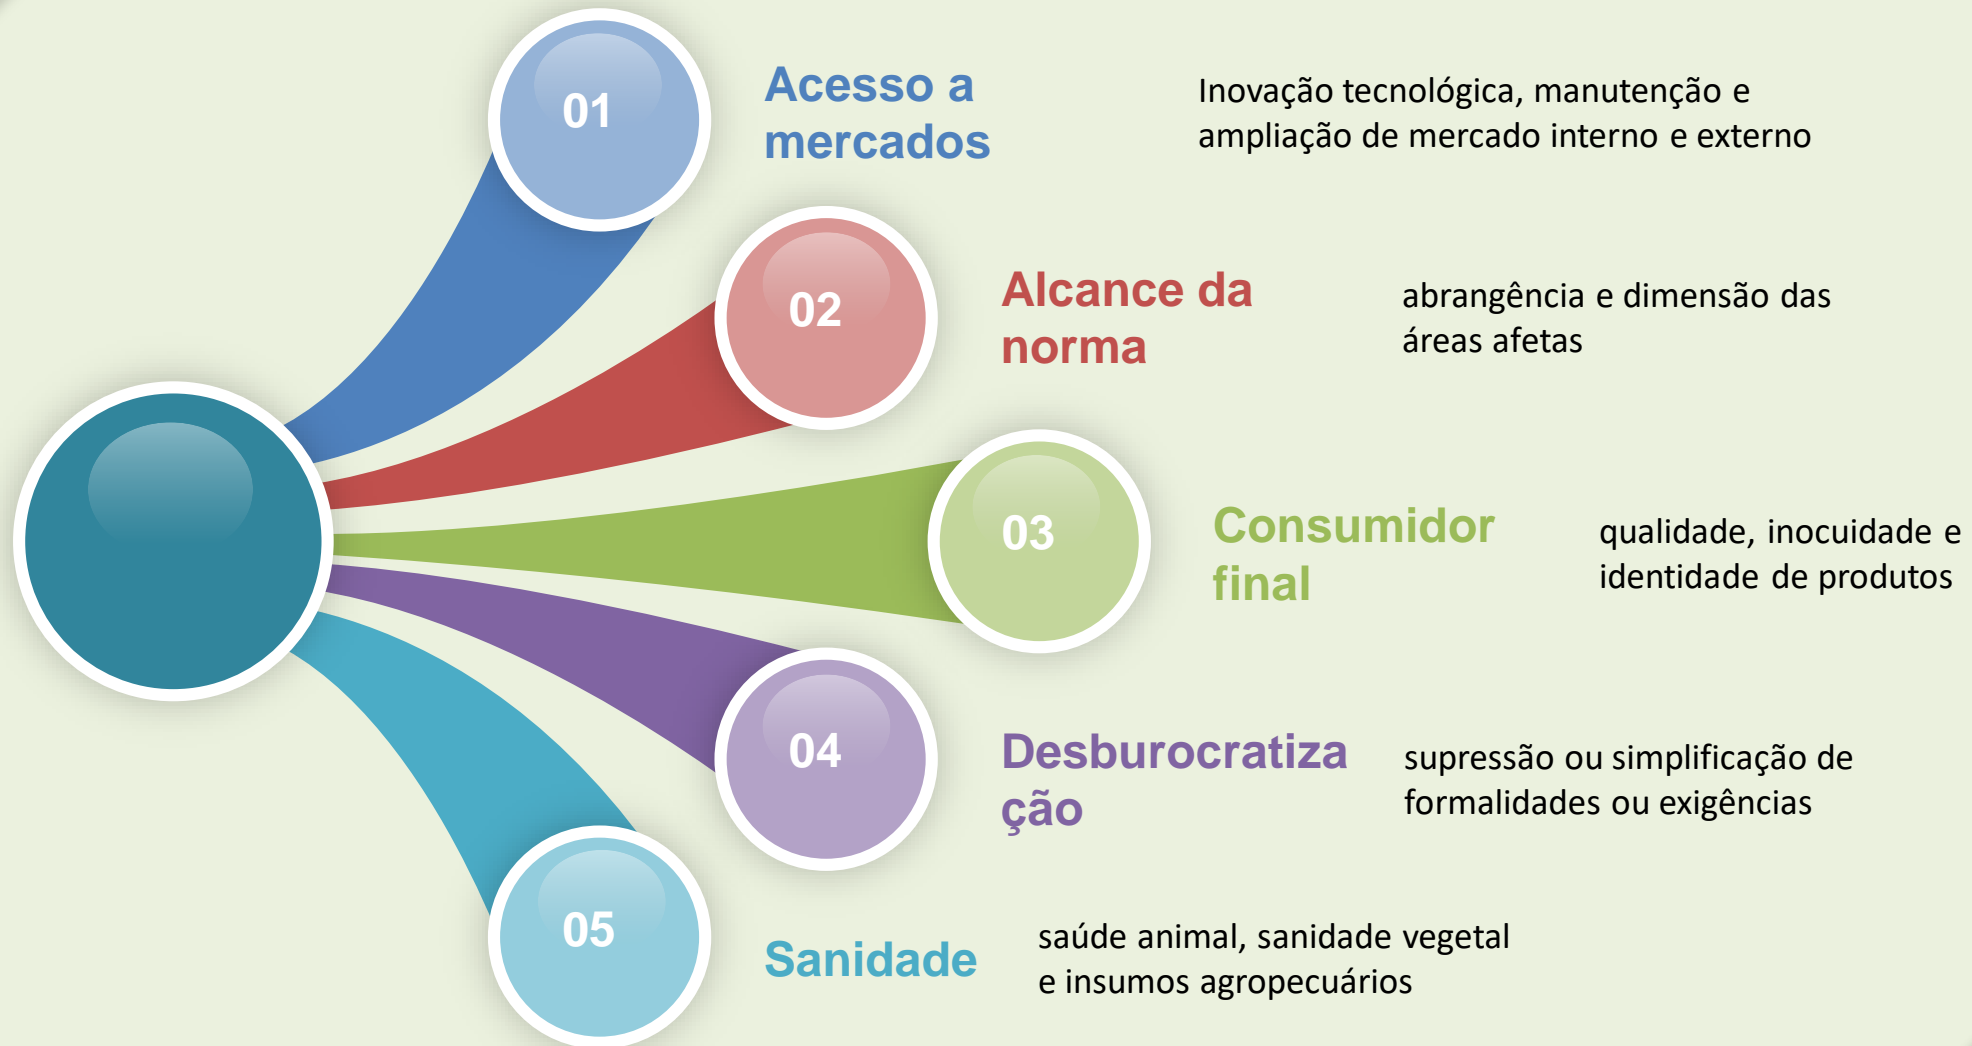 01
Acesso a
mercados
Inovação tecnológica, manutenção e
ampliação de mercado interno e externo
02
Alcance da
norma
abrangência e dimensão das
áreas afetas
03
Consumidor
final
qualidade, inocuidade e
identidade de produtos
04
Desburocratiza
ção
supressão ou simplificação de
formalidades ou exigências
05
Sanidade
saúde animal, sanidade vegetal
e insumos agropecuários